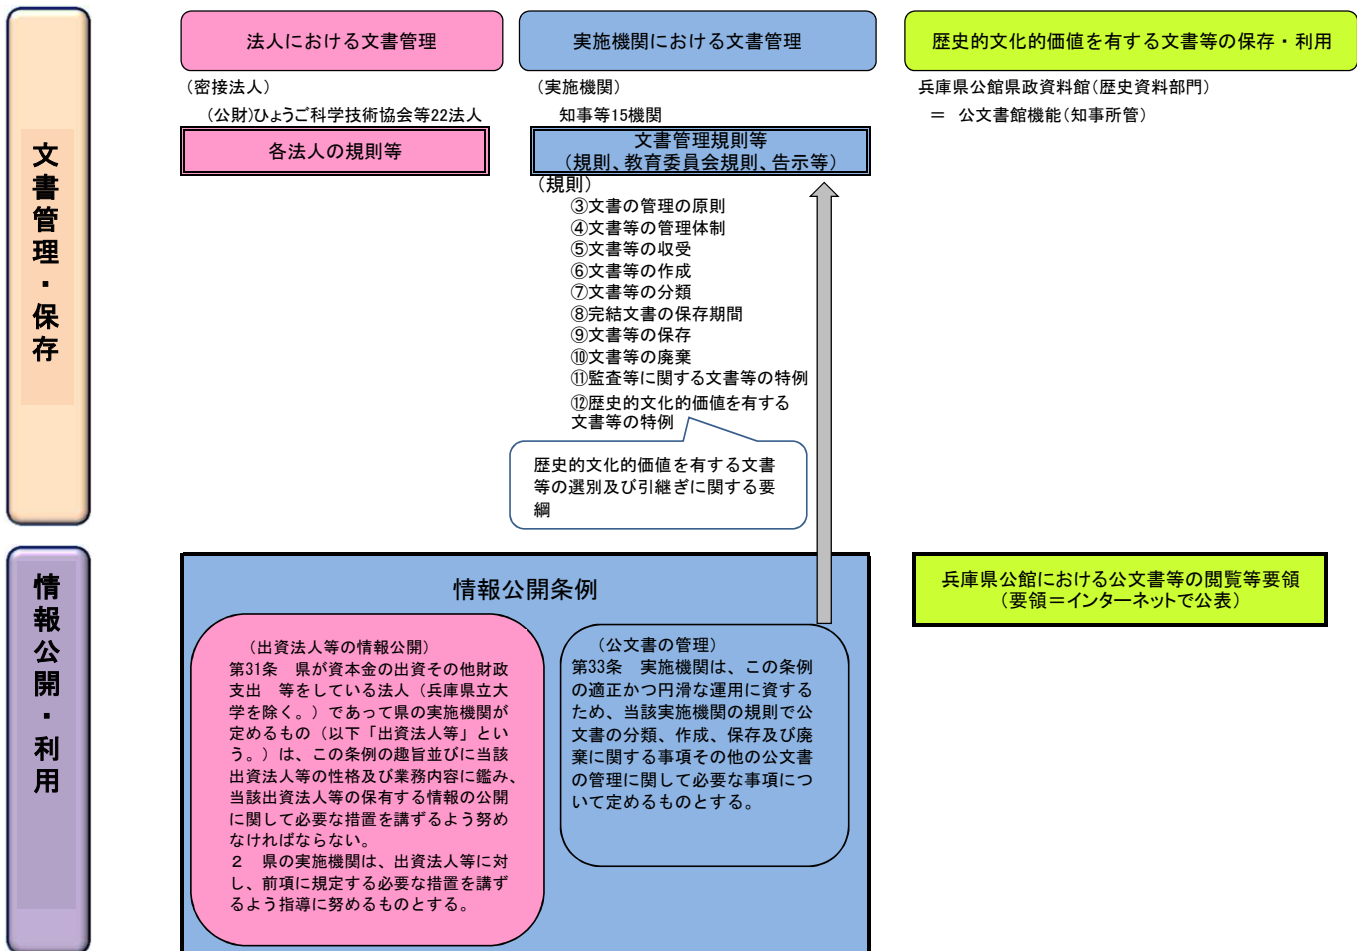 文書管理・保存
法人における文書管理
(密接法人)
(公財)ひょうご科学技術協会等22法人
各法人の規則等
実施機関における文書管理
(実施機関)
知事等15機関
文書管理規則等
(規則、教育委員会規則、告示等)
(規則)
③文書の管理の原則
④文書等の管理体制
⑤文書等の収受
⑥文書等の作成
⑦文書等の分類
⑧完結文書の保存期間
⑨文書等の保存
⑩文書等の廃棄
⑪監査等に関する文書等の特例
⑫歴史的文化的価値を有する
文書等の特例
歴史的文化的価値を有する文書
等の選別及び引継ぎに関する要
綱
歴史的文化的価値を有する文書等の保存・利用
兵庫県公館県政資料館(歴史資料部門)
＝ 公文書館機能(知事所管)
情報公開・利用
情報公開条例
(出資法人等の情報公開)
第31条　県が資本金の出資その他財政
支出　等をしている法人（兵庫県立大
学を除く。）であって県の実施機関が
定めるもの（以下「出資法人等」とい
う。）は、この条例の趣旨並びに当該
出資法人等の性格及び業務内容に鑑み、
当該出資法人等の保有する情報の公開
に関して必要な措置を講ずるよう努め
なければならない。
２　県の実施機関は、出資法人等に対
し、前項に規定する必要な措置を講ず
るよう指導に努めるものとする。
(公文書の管理)
第33条　実施機関は、この条例
の適正かつ円滑な運用に資する
ため、当該実施機関の規則で公
文書の分類、作成、保存及び廃
棄に関する事項その他の公文書
の管理に関して必要な事項につ
いて定めるものとする。
兵庫県公館における公文書等の閲覧等要領
(要領＝インターネットで公表)